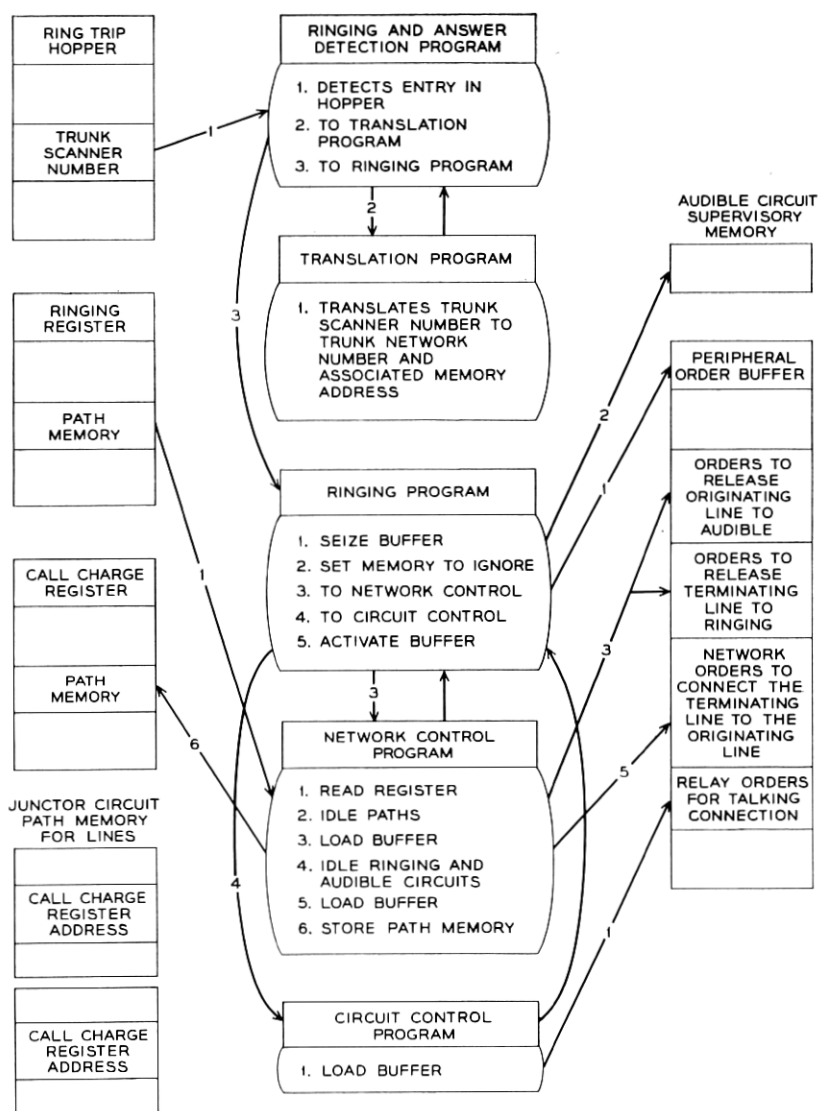 RING TRIP
HOPPER
TRUNK
SCANNER
NUMBER
1
RINGING AND ANSWER
DETECTION PROGRAM
1. DETECTS ENTRY IN
HOPPER
2. TO TRANSLATION
PROGRAM
3. TO RINGING PROGRAM
2
3
TRANSLATION PROGRAM
1. TRANSLATES TRUNK
SCANNER NUMBER TO
TRUNK NETWORK
NUMBER AND
ASSOCIATED MEMORY
ADDRESS
RINGING
REGISTER
PATH
MEMORY
1
RINGING PROGRAM
1. SEIZE BUFFER
2. SET MEMORY TO IGNORE
3. TO NETWORK CONTROL
4. TO CIRCUIT CONTROL
5. ACTIVATE BUFFER
3
4
CALL CHARGE
REGISTER
PATH
MEMORY
6
NETWORK CONTROL
PROGRAM
1. READ REGISTER
2. IDLE PATHS
3. LOAD BUFFER
4. IDLE RINGING AND
AUDIBLE CIRCUITS
5. LOAD BUFFER
6. STORE PATH MEMORY
JUNCTOR CIRCUIT
PATH MEMORY
FOR LINES
CALL CHARGE
REGISTER
ADDRESS
CALL CHARGE
REGISTER
ADDRESS
CIRCUIT CONTROL
PROGRAM
1. LOAD BUFFER
AUDIBLE CIRCUIT
SUPERVISORY
MEMORY
2
1
PERIPHERAL
ORDER BUFFER
ORDERS TO
RELEASE
ORIGINATING
LINE TO
AUDIBLE
ORDERS TO
RELEASE
TERMINATING
LINE TO
RINGING
3
NETWORK
ORDERS TO
CONNECT THE
TERMINATING
LINE TO THE
ORIGINATING
LINE
5
RELAY ORDERS
FOR TALKING
CONNECTION
1